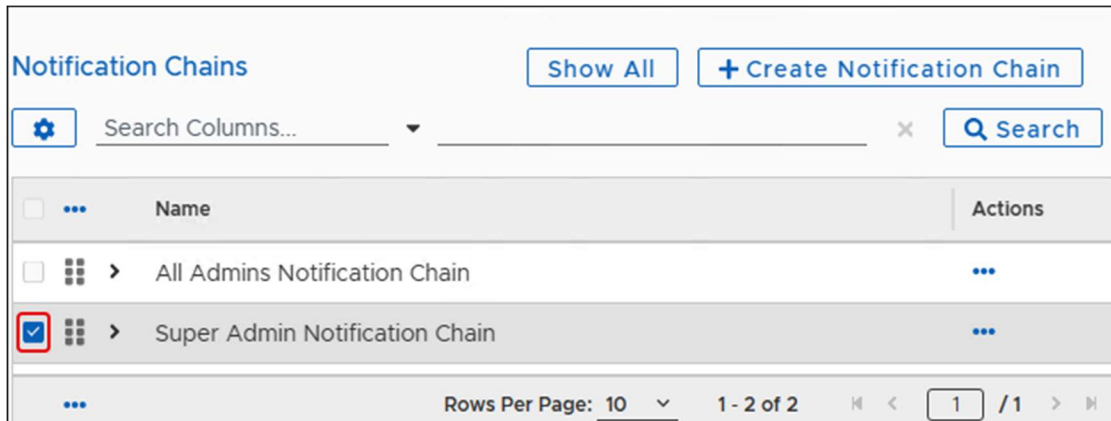 Notification Chains
Show All
+ Create Notification Chain
Search Columns...
Search
Name
Actions
All Admins Notification Chain
Super Admin Notification Chain
Rows Per Page: 10
1 - 2 of 2
1 / 1